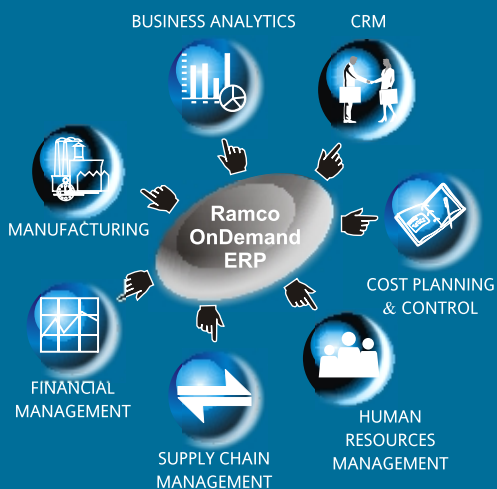 BUSINESS ANALYTICS
CRM
MANUFACTURING
Ramco
OnDemand
ERP
COST PLANNING
& CONTROL
FINANCIAL
MANAGEMENT
HUMAN
RESOURCES
MANAGEMENT
SUPPLY CHAIN
MANAGEMENT